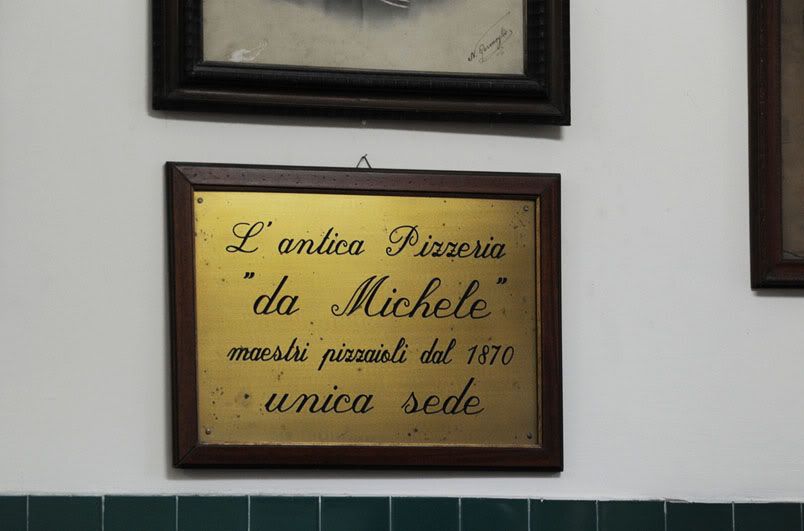 L' antica Pizzeria
"da Michele"
maestri pizzaioli dal 1870
unica sede